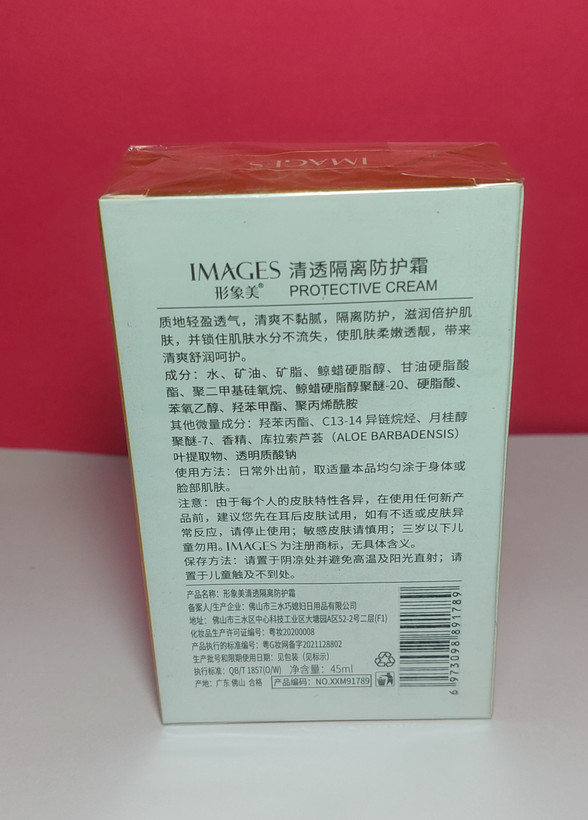 IMAGES
IMAGES 清透隔离防护霜
形象美® PROTECTIVE CREAM
质地轻盈透气，清爽不黏腻，隔离防护，滋润倍护肌
肤，并锁住肌肤水分不流失，使肌肤柔嫩透靓，带来
清爽舒润呵护。
成分：水、矿油、矿脂、鲸蜡硬脂醇、甘油硬脂酸
酯、聚二甲基硅氧烷、鲸蜡硬脂醇聚醚-20、硬脂酸、
苯氧乙醇、羟苯甲酯、聚丙烯酰胺
其他微量成分：羟苯丙酯、C13-14 异链烷烃、月桂醇
聚醚-7、香精、库拉索芦荟（ALOE BARBADENSIS）
叶提取物、透明质酸钠
使用方法：日常外出前，取适量本品均匀涂于身体或
脸部肌肤。
注意：由于每个人的皮肤特性各异，在使用任何新产
品前，建议您先在耳后皮肤试用，如有不适或皮肤异
常反应，请停止使用；敏感皮肤请慎用；三岁以下儿
童勿用。IMAGES 为注册商标，无具体含义。
保存方法：请置于阴凉处并避免高温及阳光直射；请
置于儿童触及不到处。
产品名称：形象美清透隔离防护霜
备案人/生产企业：佛山市三水巧媳妇日用品有限公司
地址：佛山市三水区中心科技工业区大塘园A区52-2号二层(F1)
化妆品生产许可证编号：粤妆20200008
产品执行的标准编号：粤G妆网备字2021128802
生产批号和限期使用日期：见包装（见标示）
执行标准：QB/T 1857(O/W) 净含量：45ml
产地：广东 佛山 合格 产品编码：NO.XXM91789
6 973098 891789